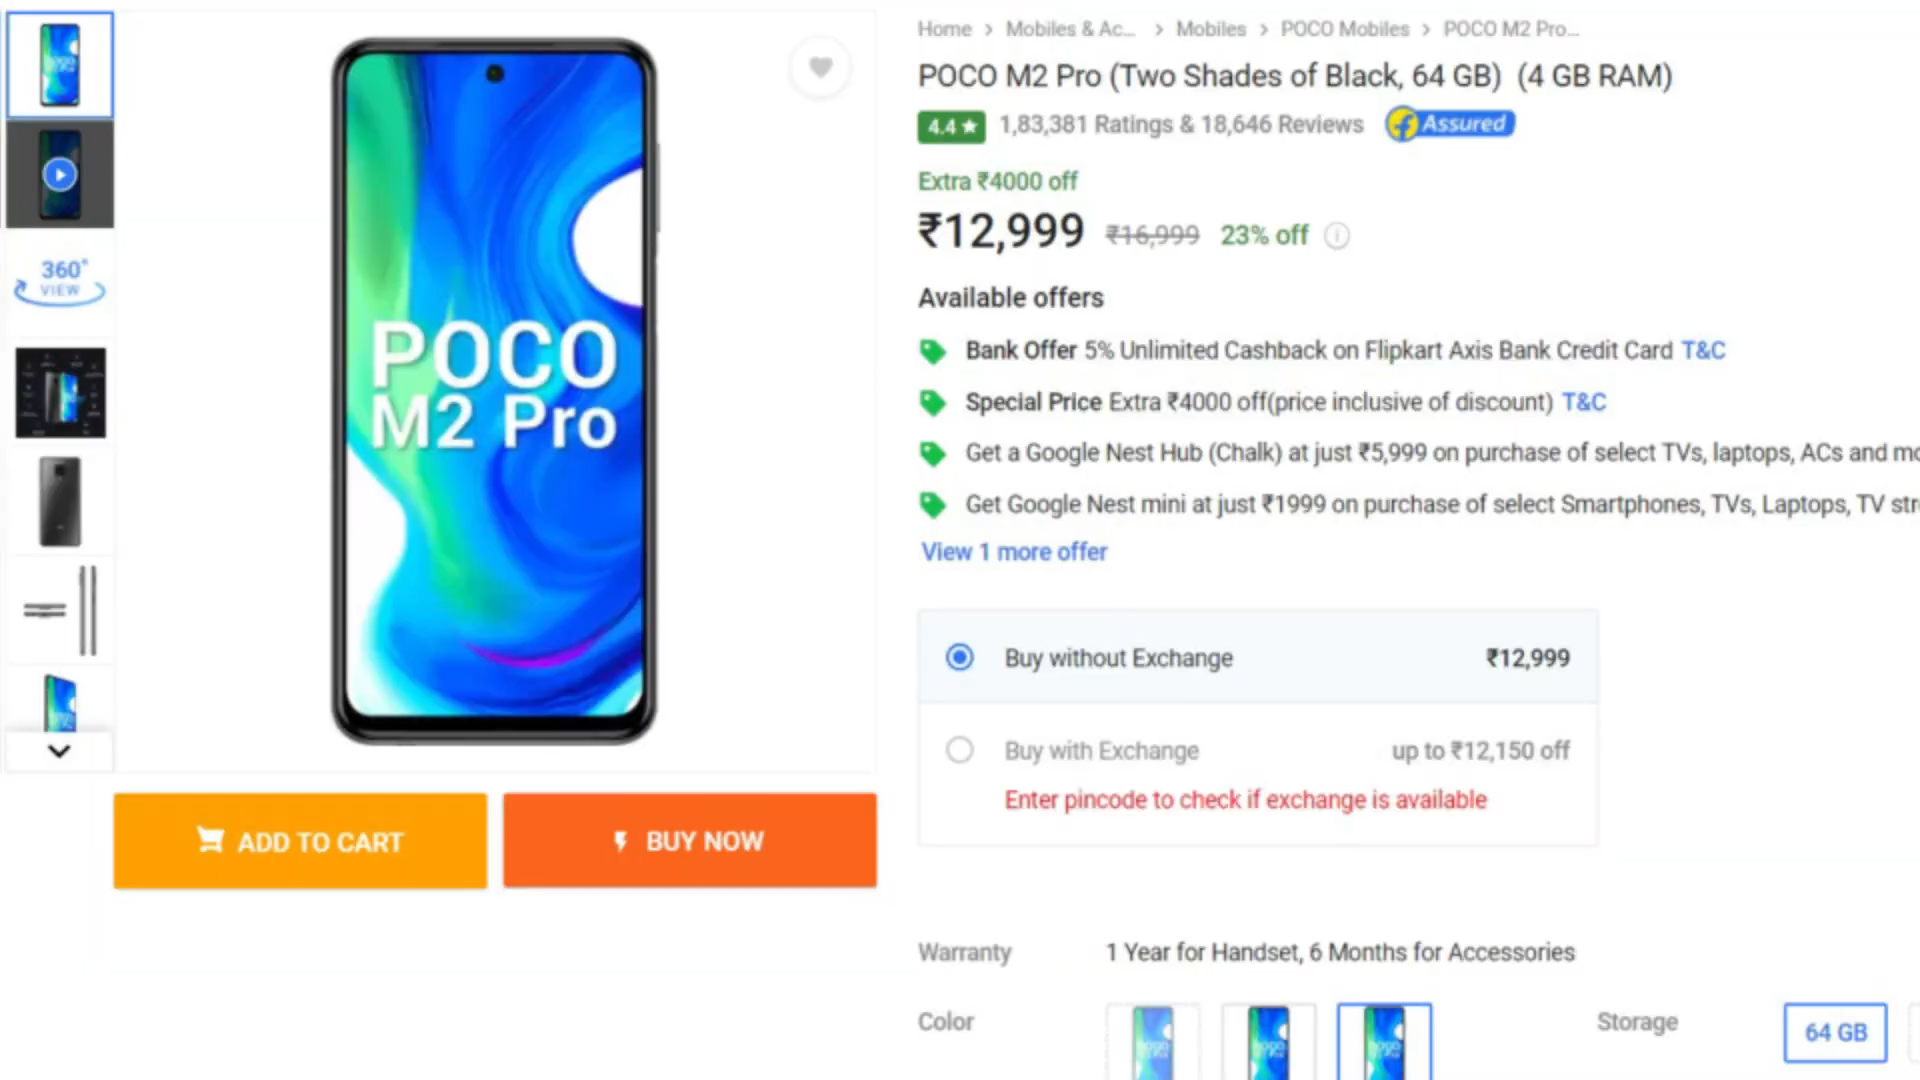 Home > Mobiles & Ac... > Mobiles > POCO Mobiles > POCO M2 Pro...
POCO M2 Pro (Two Shades of Black, 64 GB) (4 GB RAM)
4.4★ 1,83,381 Ratings & 18,646 Reviews Assured
Extra ₹4000 off
₹12,999 ₹16,999 23% off
Available offers
Bank Offer 5% Unlimited Cashback on Flipkart Axis Bank Credit Card T&C
Special Price Extra ₹4000 off(price inclusive of discount) T&C
Get a Google Nest Hub (Chalk) at just ₹5,999 on purchase of select TVs, laptops, ACs and mo
Get Google Nest mini at just ₹1999 on purchase of select Smartphones, TVs, Laptops, TV str
View 1 more offer
Buy without Exchange ₹12,999
Buy with Exchange up to ₹12,150 off
Enter pincode to check if exchange is available
Warranty 1 Year for Handset, 6 Months for Accessories
Color
Storage 64 GB
360°
VIEW
POCO
M2 Pro
ADD TO CART
BUY NOW